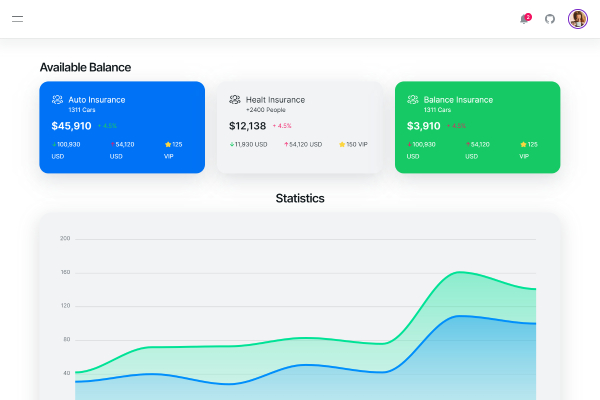 2
Available Balance
Auto Insurance
1311 Cars
$45,910 + 4.5%
100,930 USD
54,120 USD
125 VIP
Healt Insurance
+2400 People
$12,138 + 4.5%
11,930 USD
54,120 USD
150 VIP
Balance Insurance
1311 Cars
$3,910 + 4.5%
100,930 USD
54,120 USD
125 VIP
Statistics
200
160
120
80
40